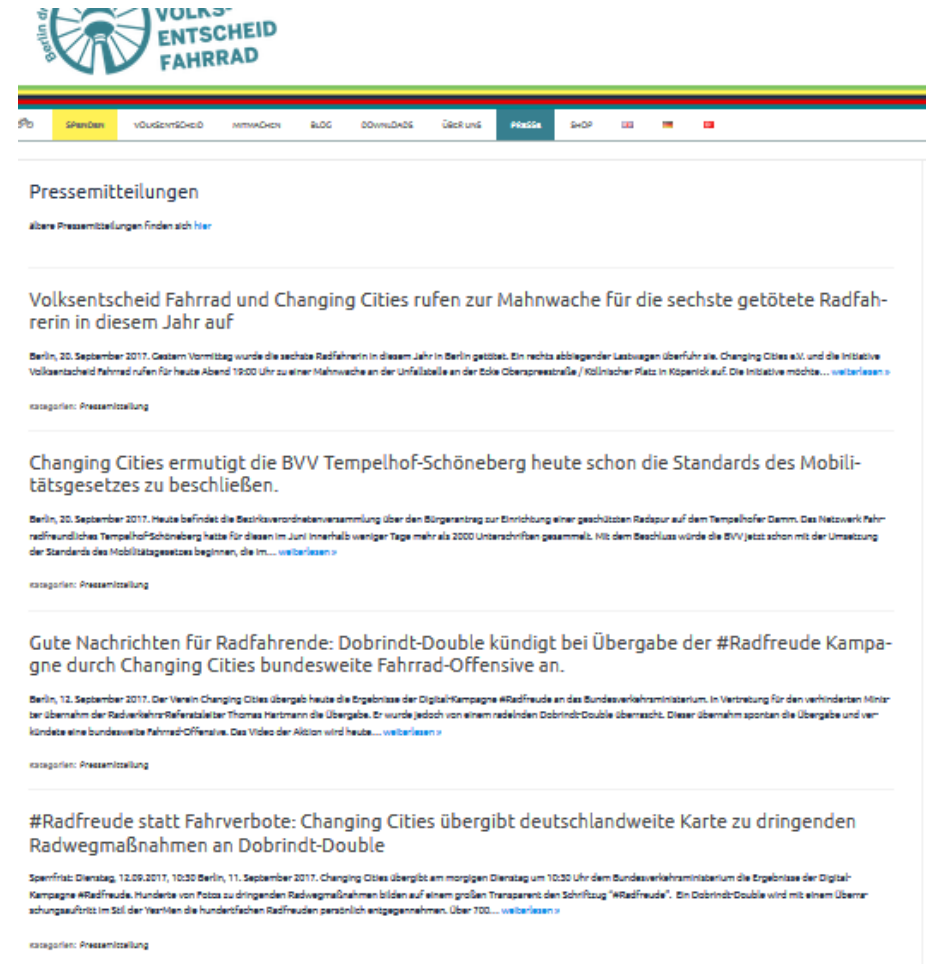 Berlin
VOLKS-
ENTSCHEID
FAHRRAD
SPENDEN VOLKSENTSCHEID MITMACHEN BLOG DOWNLOADS ÜBER UNS PRESSE SHOP
Pressemitteilungen
ältere Pressemitteilungen finden sich hier
Volksentscheid Fahrrad und Changing Cities rufen zur Mahnwache für die sechste getötete Radfah-
rerin in diesem Jahr auf
Berlin, 20. September 2017. Gestern Vormittag wurde die sechste Radfahrerin in diesem Jahr in Berlin getötet. Ein rechts abbiegender Lastwagen überfuhr sie. Changing Cities e.V. und die Initiative
Volksentscheid Fahrrad rufen für heute Abend 19:00 Uhr zu einer Mahnwache an der Unfallstelle an der Ecke Oberspreestraße / Köllnischer Platz in Köpenick auf. Die Initiative möchte… weiterlesen »
Kategorien: Pressemitteilung
Changing Cities ermutigt die BVV Tempelhof-Schöneberg heute schon die Standards des Mobili-
tätsgesetzes zu beschließen.
Berlin, 20. September 2017. Heute befindet die Bezirksverordnetenversammlung über den Bürgerantrag zur Einrichtung einer geschützten Radspur auf dem Tempelhofer Damm. Das Netzwerk Fahr-
radfreundliches Tempelhof-Schöneberg hatte für diesen im Juni innerhalb weniger Tage mehr als 2000 Unterschriften gesammelt. Mit dem Beschluss würde die BVV jetzt schon mit der Umsetzung
der Standards des Mobilitätsgesetzes beginnen, die im… weiterlesen »
Kategorien: Pressemitteilung
Gute Nachrichten für Radfahrende: Dobrindt-Double kündigt bei Übergabe der #Radfreude Kampa-
gne durch Changing Cities bundesweite Fahrrad-Offensive an.
Berlin, 12. September 2017. Der Verein Changing Cities übergab heute die Ergebnisse der Digital-Kampagne #Radfreude an das Bundesverkehrsministerium. In Vertretung für den verhinderten Minis-
ter übernahm der Radverkehrs-Referatsleiter Thomas Hartmann die Übergabe. Er wurde jedoch von einem radelnden Dobrindt-Double überrascht. Dieser übernahm spontan die Übergabe und ver-
kündete eine bundesweite Fahrrad-Offensive. Das Video der Aktion wird heute… weiterlesen »
Kategorien: Pressemitteilung
#Radfreude statt Fahrverbote: Changing Cities übergibt deutschlandweite Karte zu dringenden
Radwegmaßnahmen an Dobrindt-Double
Sperrfrist: Dienstag, 12.09.2017, 10:30 Berlin, 11. September 2017. Changing Cities übergibt am morgigen Dienstag um 10:30 Uhr dem Bundesverkehrsministerium die Ergebnisse der Digital-
Kampagne #Radfreude. Hunderte von Fotos zu dringenden Radwegmaßnahmen bilden auf einem großen Transparent den Schriftzug "#Radfreude". Ein Dobrindt-Double wird mit einem Überra-
schungsauftritt im Stil der Yes-Men die hundertfachen Radfreuden persönlich entgegennehmen. Über 700… weiterlesen »
Kategorien: Pressemitteilung